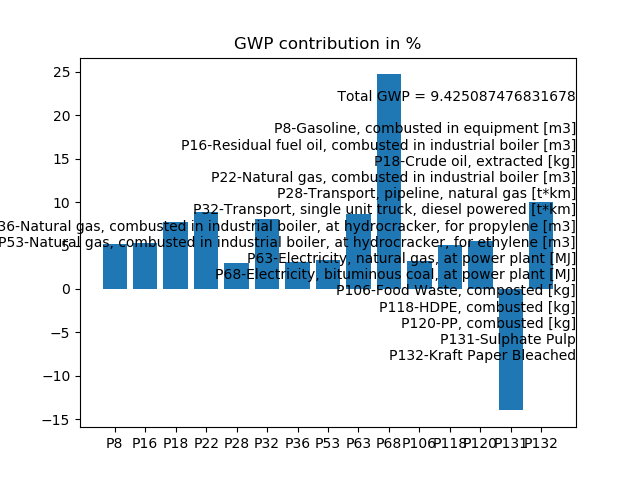 GWP contribution in %
Total GWP = 9.425087476831678
P8-Gasoline, combusted in equipment [m3]
P16-Residual fuel oil, combusted in industrial boiler [m3]
P18-Crude oil, extracted [kg]
P22-Natural gas, combusted in industrial boiler [m3]
P28-Transport, pipeline, natural gas [t*km]
P32-Transport, single unit truck, diesel powered [t*km]
36-Natural gas, combusted in industrial boiler, at hydrocracker, for propylene [m3]
P53-Natural gas, combusted in industrial boiler, at hydrocracker, for ethylene [m3]
P63-Electricity, natural gas, at power plant [MJ]
P68-Electricity, bituminous coal, at power plant [MJ]
P106-Food Waste, composted [kg]
P118-HDPE, combusted [kg]
P120-PP, combusted [kg]
P131-Sulphate Pulp
P132-Kraft Paper Bleached
25
20
15
10
5
0
−5
−10
−15
P8 P16 P18 P22 P28 P32 P36 P53 P63 P68 P106 P118 P120 P131 P132